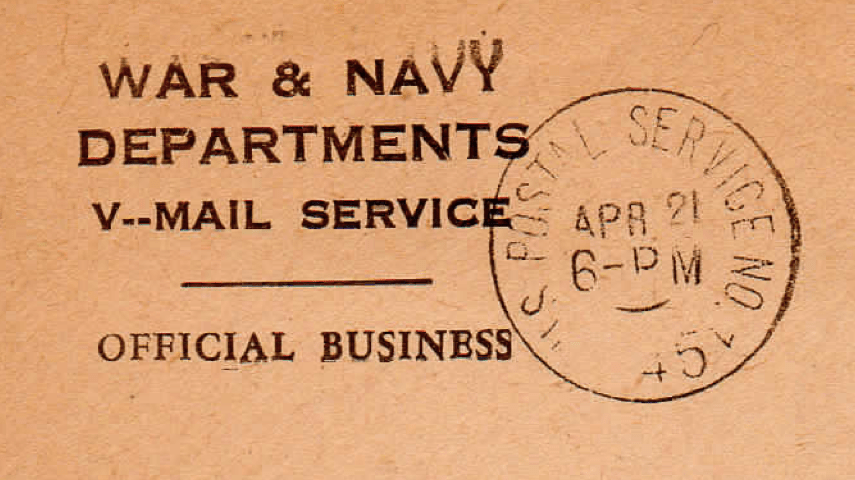 WAR & NAVY
DEPARTMENTS
V--MAIL SERVICE
OFFICIAL BUSINESS
U.S. POSTAL SERVICE NO.
APR 21
6-PM